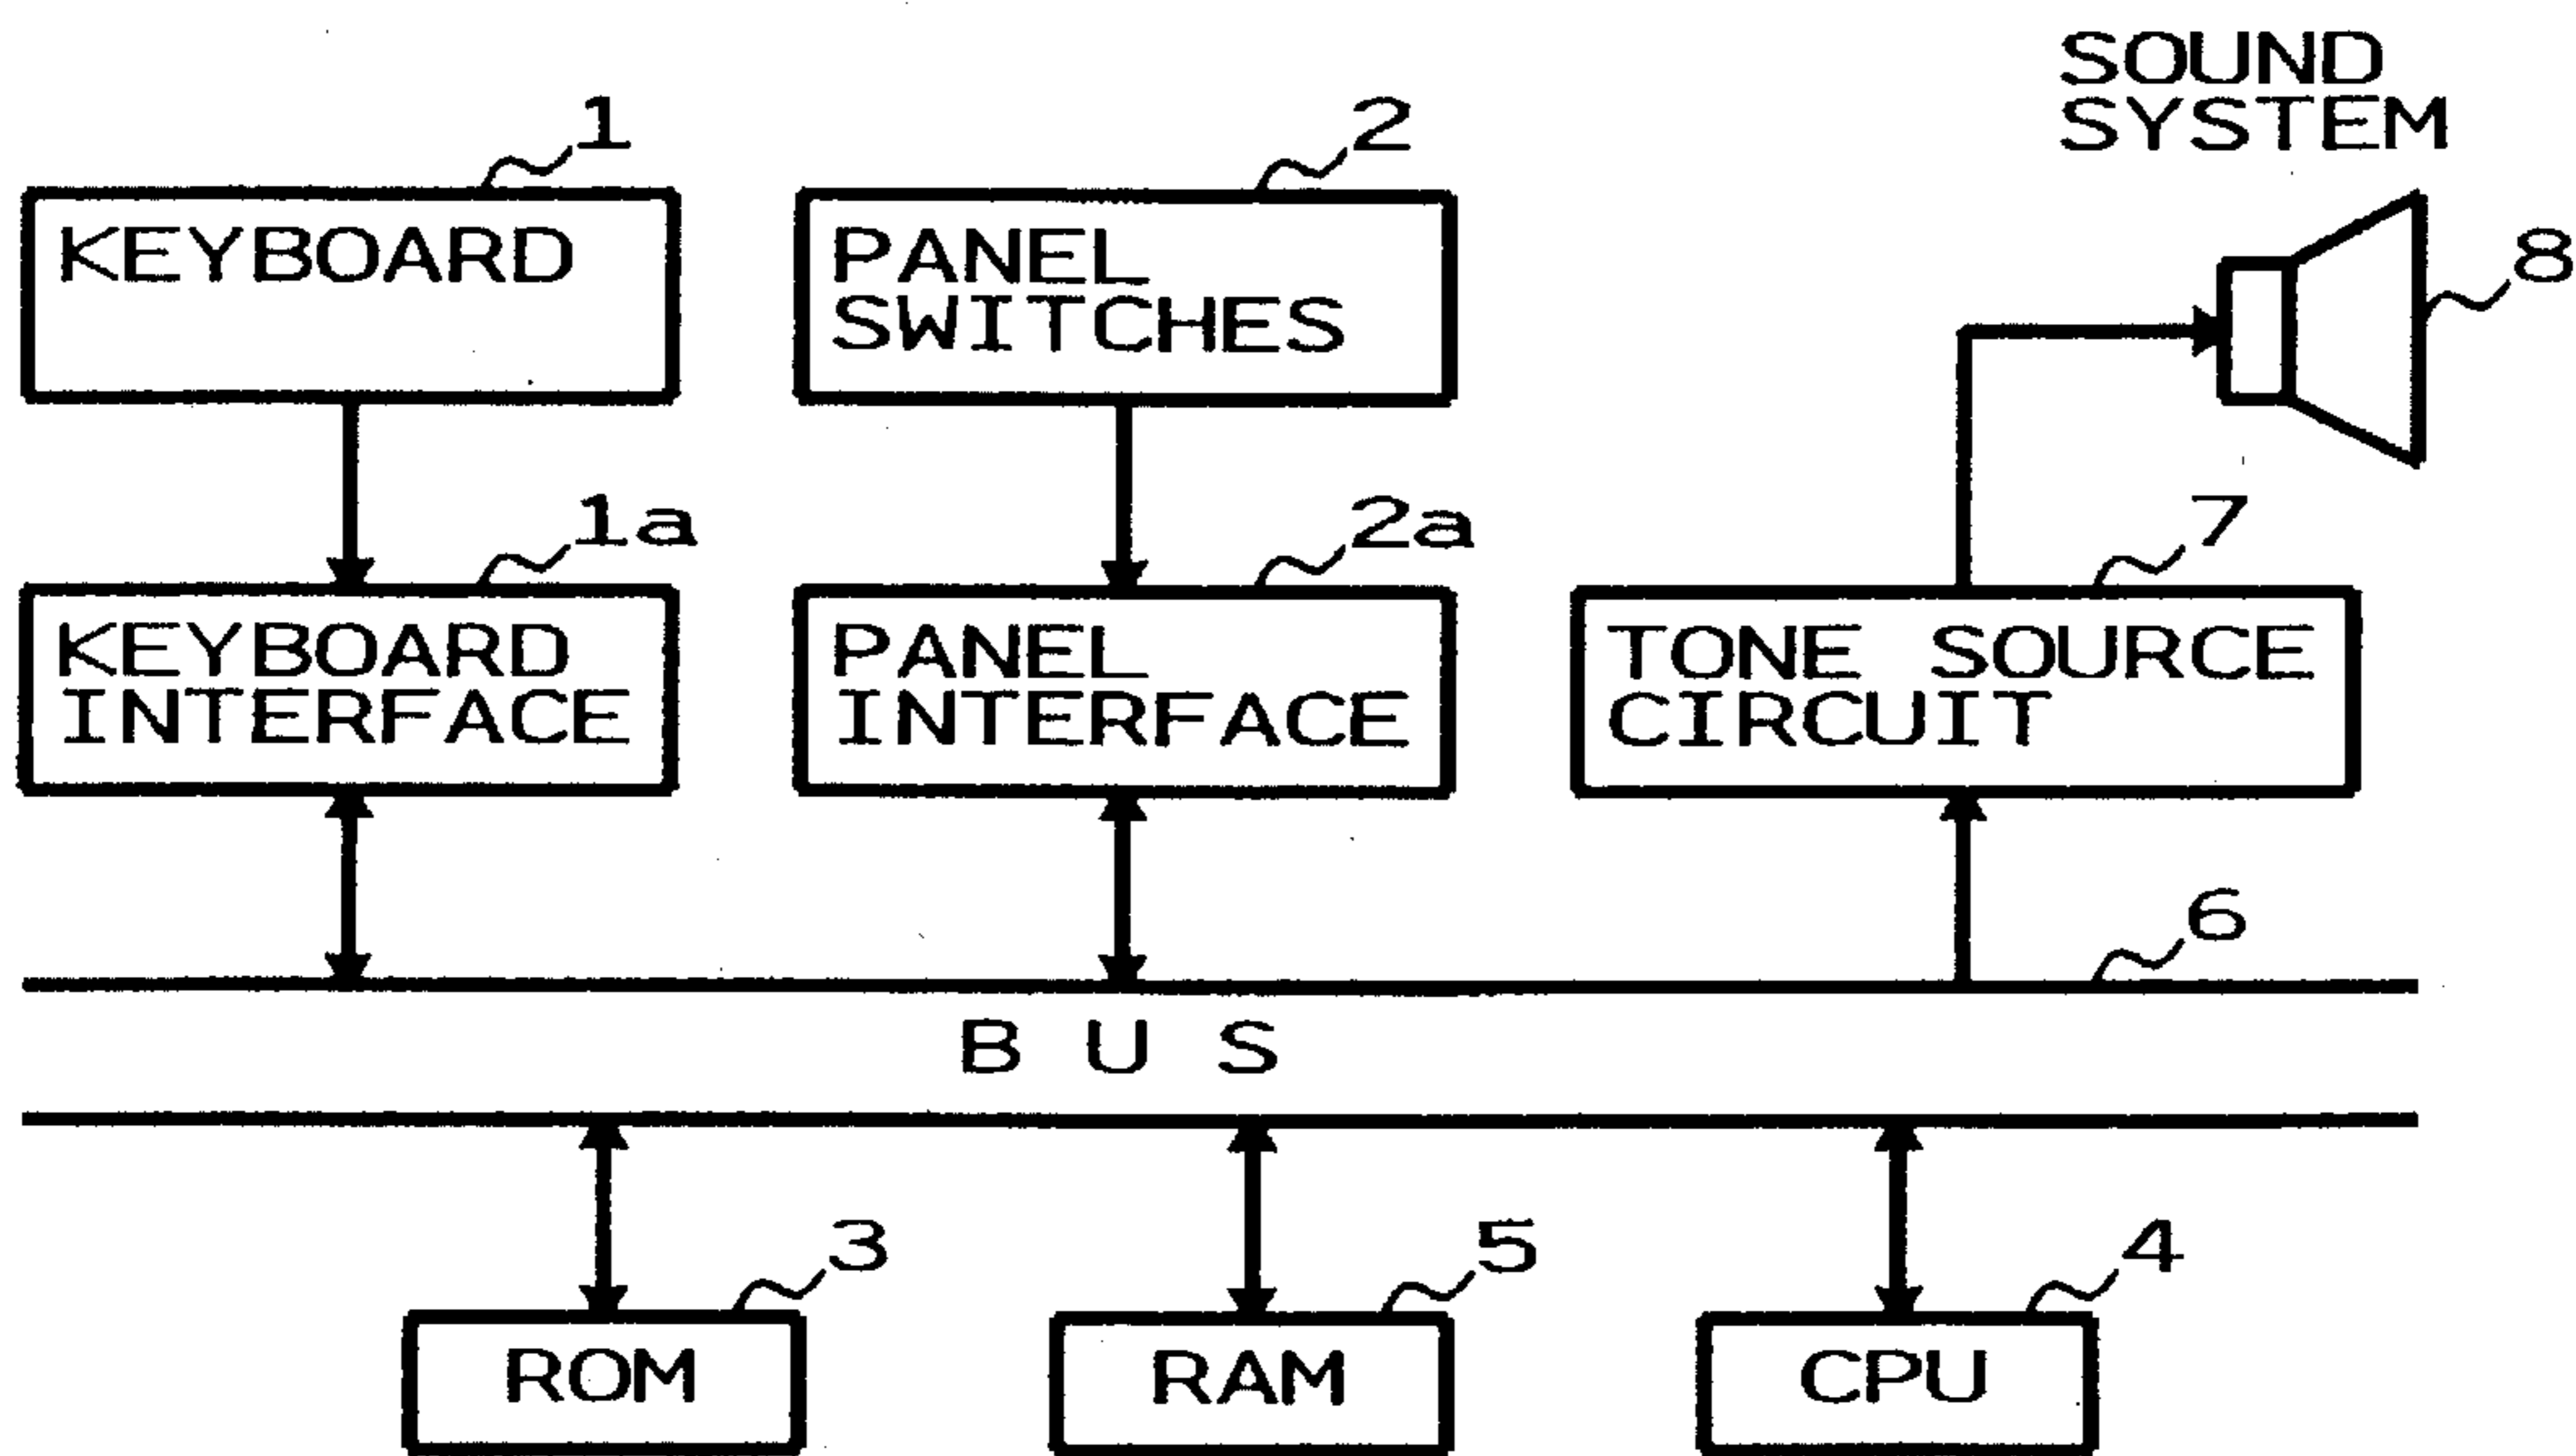 SOUND
SYSTEM
1
2
KEYBOARD
PANEL
SWITCHES
8
1a
2a
7
KEYBOARD
INTERFACE
PANEL
INTERFACE
TONE SOURCE
CIRCUIT
6
B U S
3
5
4
ROM
RAM
CPU